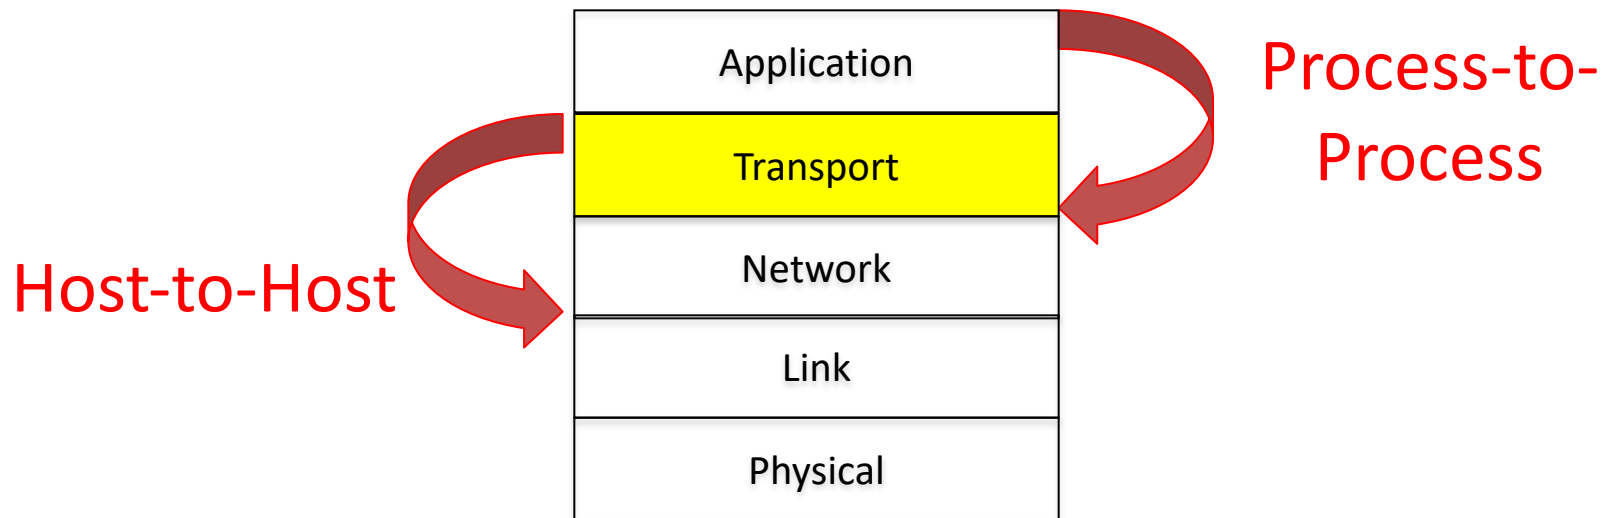 Application
Process-to-
Process
Transport
Host-to-Host
Network
Link
Physical